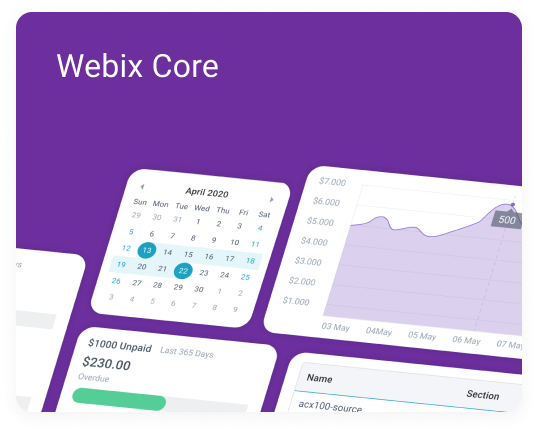 Webix Core
April 2020
Sun Mon Tue Wed Thu Fri Sat
29 30 31 1 2 3 4
5 6 7 8 9 10 11
12 13 14 15 16 17 18
19 20 21 22 23 24 25
26 27 28 29 30 1 2
3 4 5 6 7 8 9
$7.000
$6.000
$5.000
$4.000
$3.000
$2.000
$1.000
500
03 May 04May 05 May 06 May 07 May
$1000 Unpaid Last 365 Days
$230.00
Overdue
Name Section
acx100-source